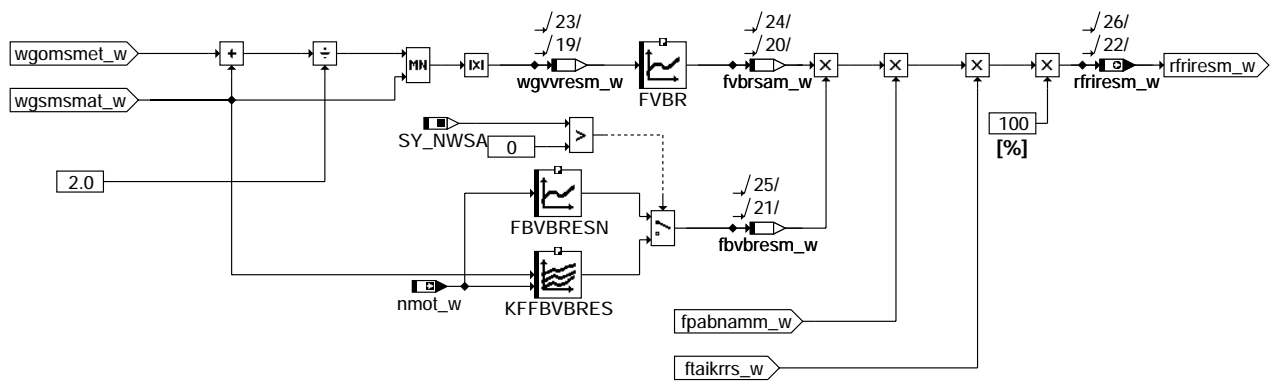 23/ 24/ 26/
19/ 20/ 22/
wgomsmet_w + ÷ MN |x| X X X X rfriresm_w
wgvvresm_w fvbrsam_w rfriresm_w
wgsmsmat_w
FVBR
SY_NWSA > 100
0 [%]
2.0
25/
21/
FBVBRESN fbvbresm_w
nmot_w KFFBVBRES
fpabnamm_w
ftaikrrs_w